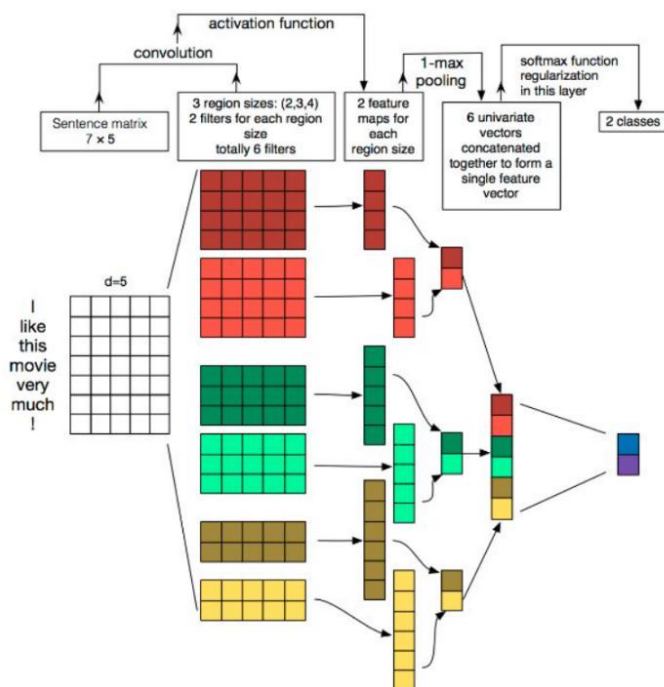 activation function
convolution
1-max
pooling
softmax function
regularization
in this layer
Sentence matrix
7 × 5
3 region sizes: (2,3,4)
2 filters for each region
size
totally 6 filters
2 feature
maps for
each
region size
6 univariate
vectors
concatenated
together to form a
single feature
vector
2 classes
d=5
I
like
this
movie
very
much
!